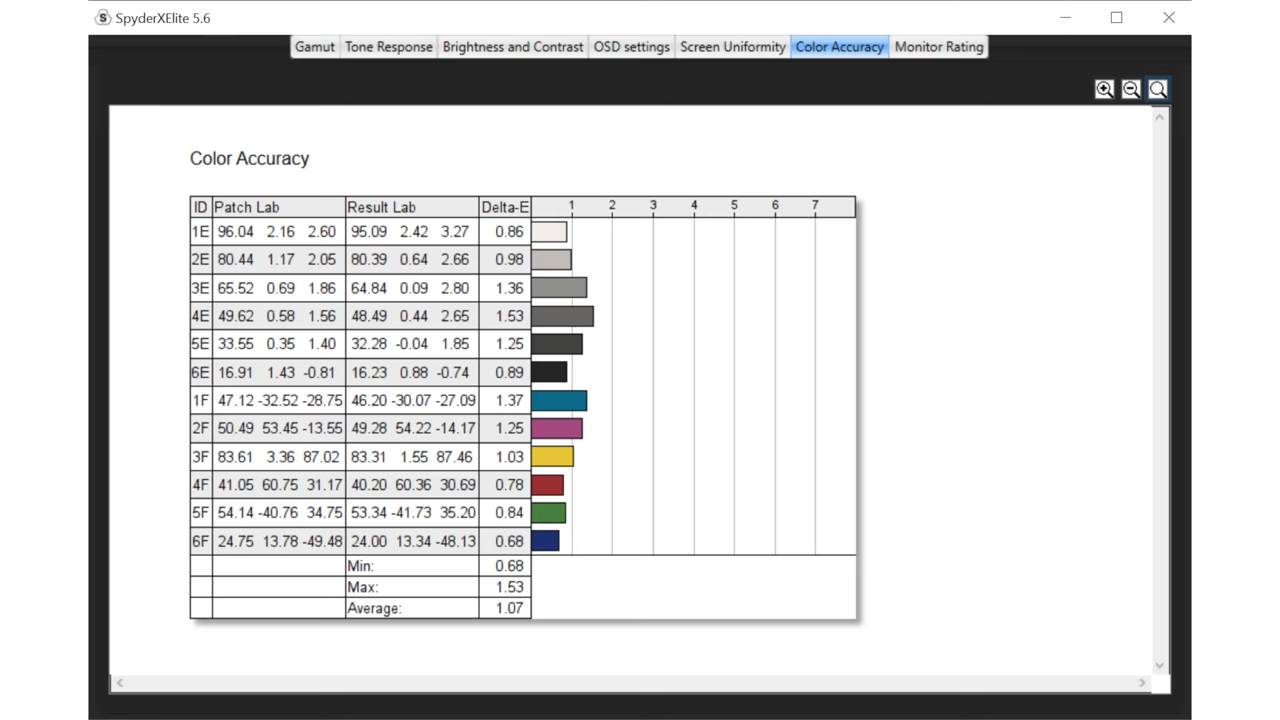 SpyderXElite 5.6
Gamut Tone Response Brightness and Contrast OSD settings Screen Uniformity Color Accuracy Monitor Rating
Color Accuracy
ID Patch Lab Result Lab Delta-E 1 2 3 4 5 6 7
1E 96.04 2.16 2.60 95.09 2.42 3.27 0.86
2E 80.44 1.17 2.05 80.39 0.64 2.66 0.98
3E 65.52 0.69 1.86 64.84 0.09 2.80 1.36
4E 49.62 0.58 1.56 48.49 0.44 2.65 1.53
5E 33.55 0.35 1.40 32.28 -0.04 1.85 1.25
6E 16.91 1.43 -0.81 16.23 0.88 -0.74 0.89
1F 47.12 -32.52 -28.75 46.20 -30.07 -27.09 1.37
2F 50.49 53.45 -13.55 49.28 54.22 -14.17 1.25
3F 83.61 3.36 87.02 83.31 1.55 87.46 1.03
4F 41.05 60.75 31.17 40.20 60.36 30.69 0.78
5F 54.14 -40.76 34.75 53.34 -41.73 35.20 0.84
6F 24.75 13.78 -49.48 24.00 13.34 -48.13 0.68
Min: 0.68
Max: 1.53
Average: 1.07